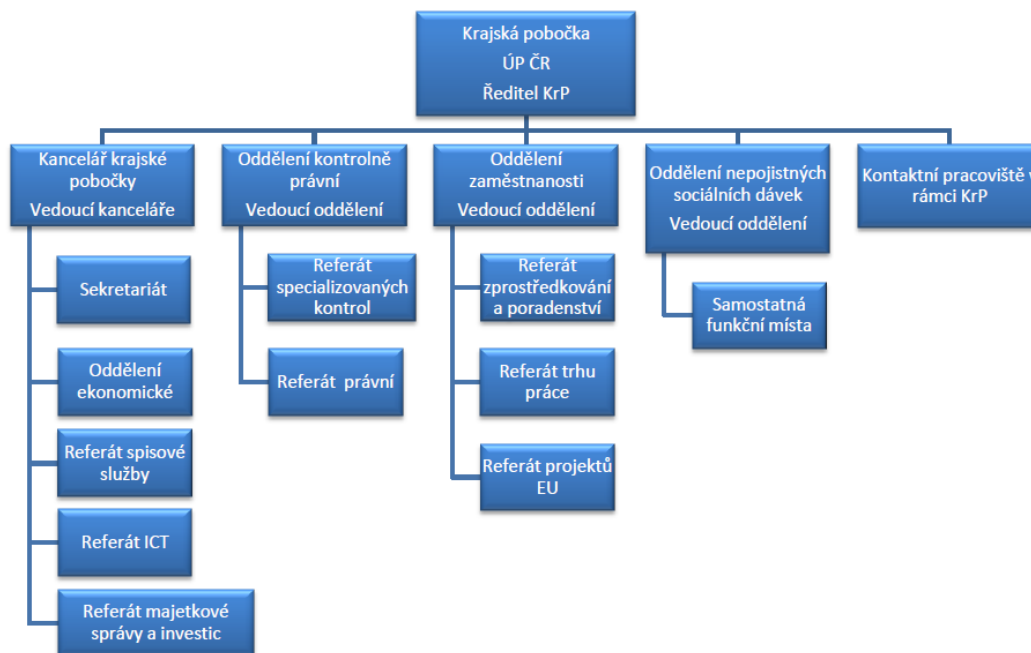 Krajská pobočka
ÚP ČR
Ředitel KrP
Kancelář krajské
pobočky
Vedoucí kanceláře
Sekretariát
Oddělení
ekonomické
Referát spisové
služby
Referát ICT
Referát majetkové
správy a investic
Oddělení kontrolně
právní
Vedoucí oddělení
Referát
specializovaných
kontrol
Referát právní
Oddělení
zaměstnanosti
Vedoucí oddělení
Referát
zprostředkování
a poradenství
Referát trhu
práce
Referát projektů
EU
Oddělení nepojistných
sociálních dávek
Vedoucí oddělení
Samostatná
funkční místa
Kontaktní pracoviště v
rámci KrP